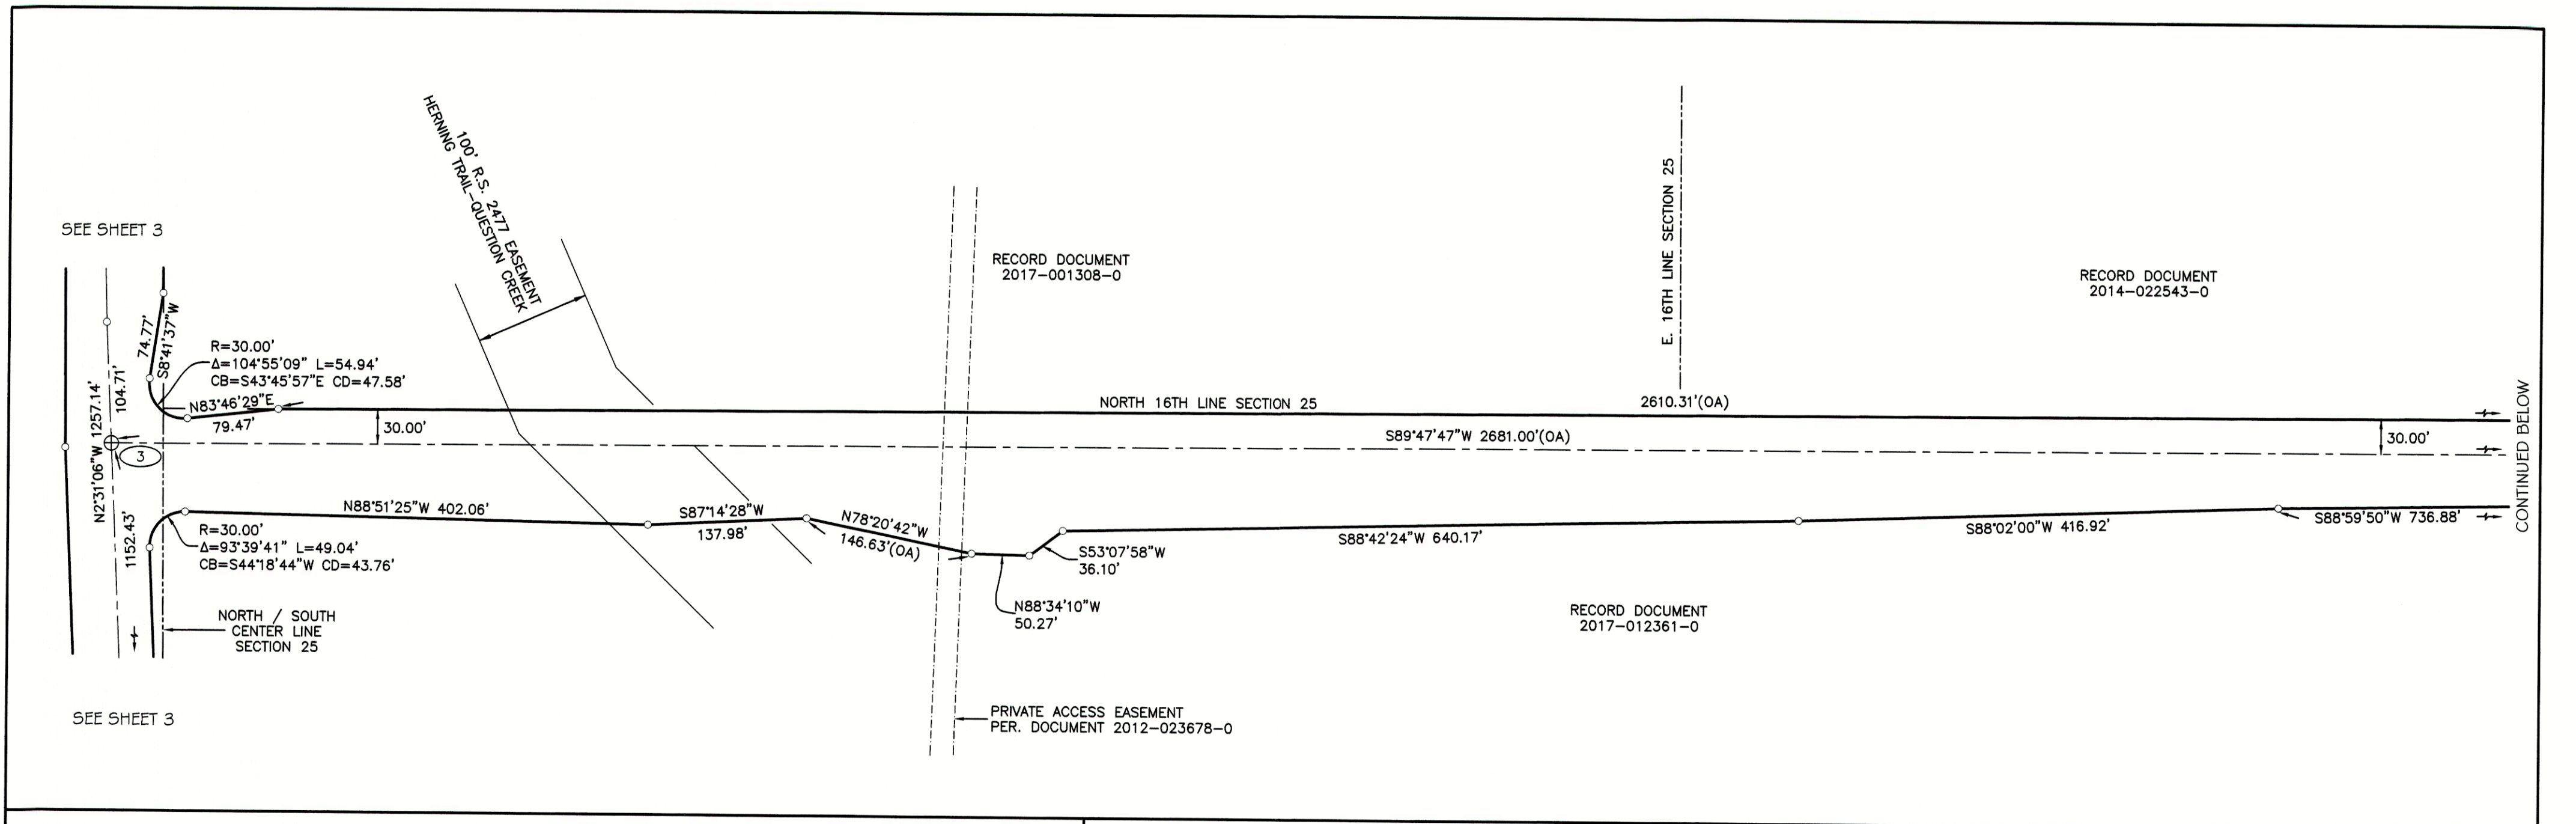 SEE SHEET 3
100' R.S. 2477 EASEMENT
HERNING TRAIL-QUESTION CREEK
RECORD DOCUMENT
2017-001308-0
E. 16TH LINE SECTION 25
RECORD DOCUMENT
2014-022543-0
74.77'
S8°41'37"W
R=30.00'
Δ=104°55'09" L=54.94'
CB=S43°45'57"E CD=47.58'
N83°46'29"E
79.47'
104.71'
N2°31'06"W 1257.14'
3
1152.43'
30.00'
NORTH 16TH LINE SECTION 25
2610.31'(OA)
S89°47'47"W 2681.00'(OA)
30.00'
CONTINUED BELOW
N88°51'25"W 402.06'
R=30.00'
Δ=93°39'41" L=49.04'
CB=S44°18'44"W CD=43.76'
S87°14'28"W
137.98'
N78°20'42"W
146.63'(OA)
S53°07'58"W
36.10'
N88°34'10"W
50.27'
S88°42'24"W 640.17'
S88°02'00"W 416.92'
S88°59'50"W 736.88'
NORTH / SOUTH
CENTER LINE
SECTION 25
RECORD DOCUMENT
2017-012361-0
SEE SHEET 3
PRIVATE ACCESS EASEMENT
PER. DOCUMENT 2012-023678-0